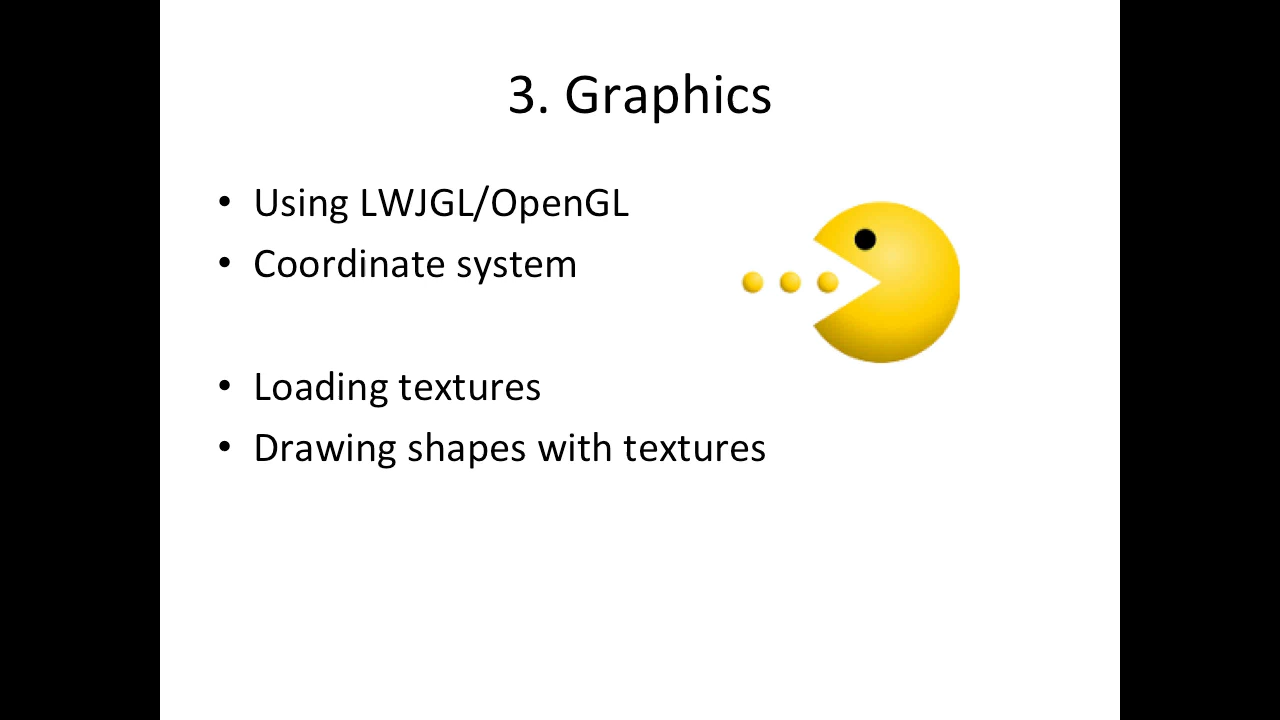 3. Graphics
• Using LWJGL/OpenGL
• Coordinate system
• Loading textures
• Drawing shapes with textures